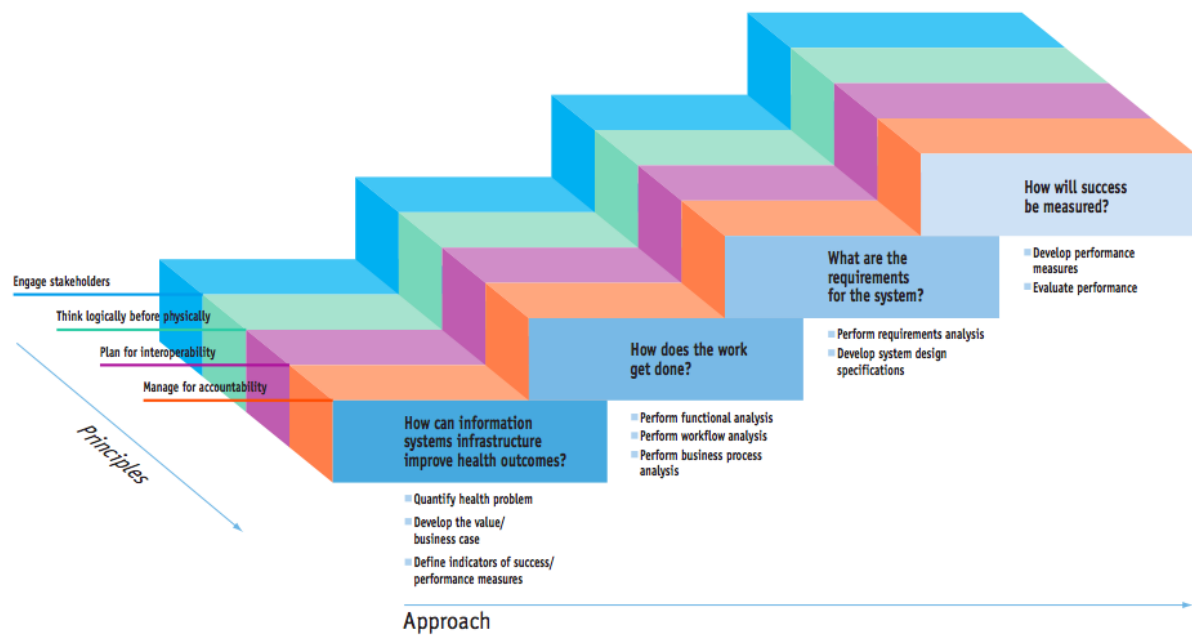 Engage stakeholders
Think logically before physically
Plan for interoperability
Manage for accountability
Principles
How can information
systems infrastructure
improve health outcomes?
Quantify health problem
Develop the value/
business case
Define indicators of success/
performance measures
How does the work
get done?
Perform functional analysis
Perform workflow analysis
Perform business process
analysis
What are the
requirements
for the system?
Perform requirements analysis
Develop system design
specifications
How will success
be measured?
Develop performance
measures
Evaluate performance
Approach